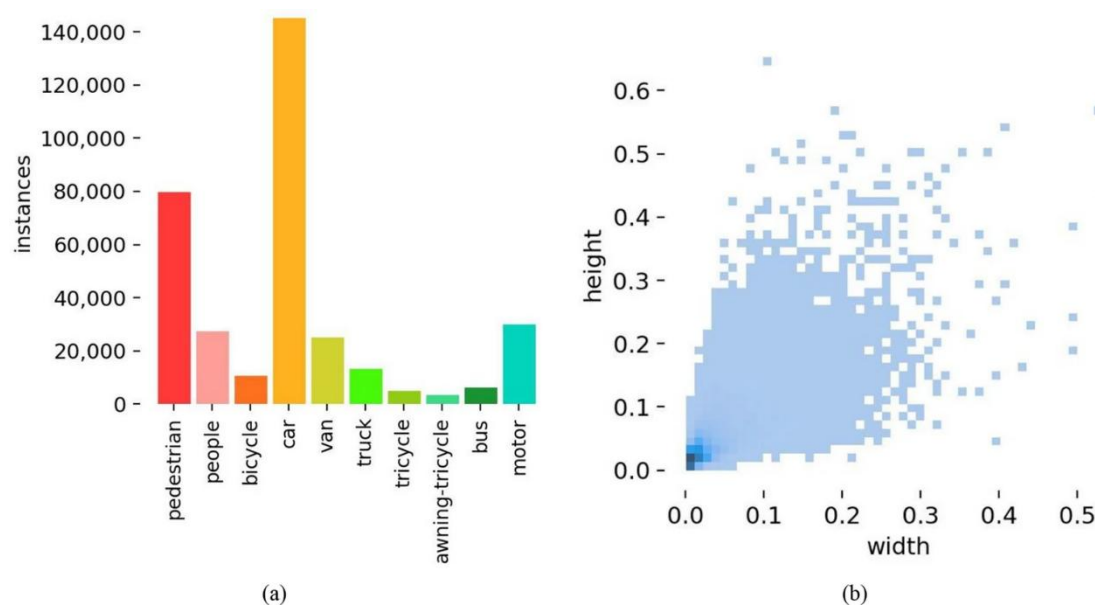 140,000
120,000
100,000
80,000
60,000
40,000
20,000
0
instances
pedestrian
people
bicycle
car
van
truck
tricycle
awning-tricycle
bus
motor
(a)
0.6
0.5
0.4
0.3
0.2
0.1
0.0
height
0.0 0.1 0.2 0.3 0.4 0.5
width
(b)